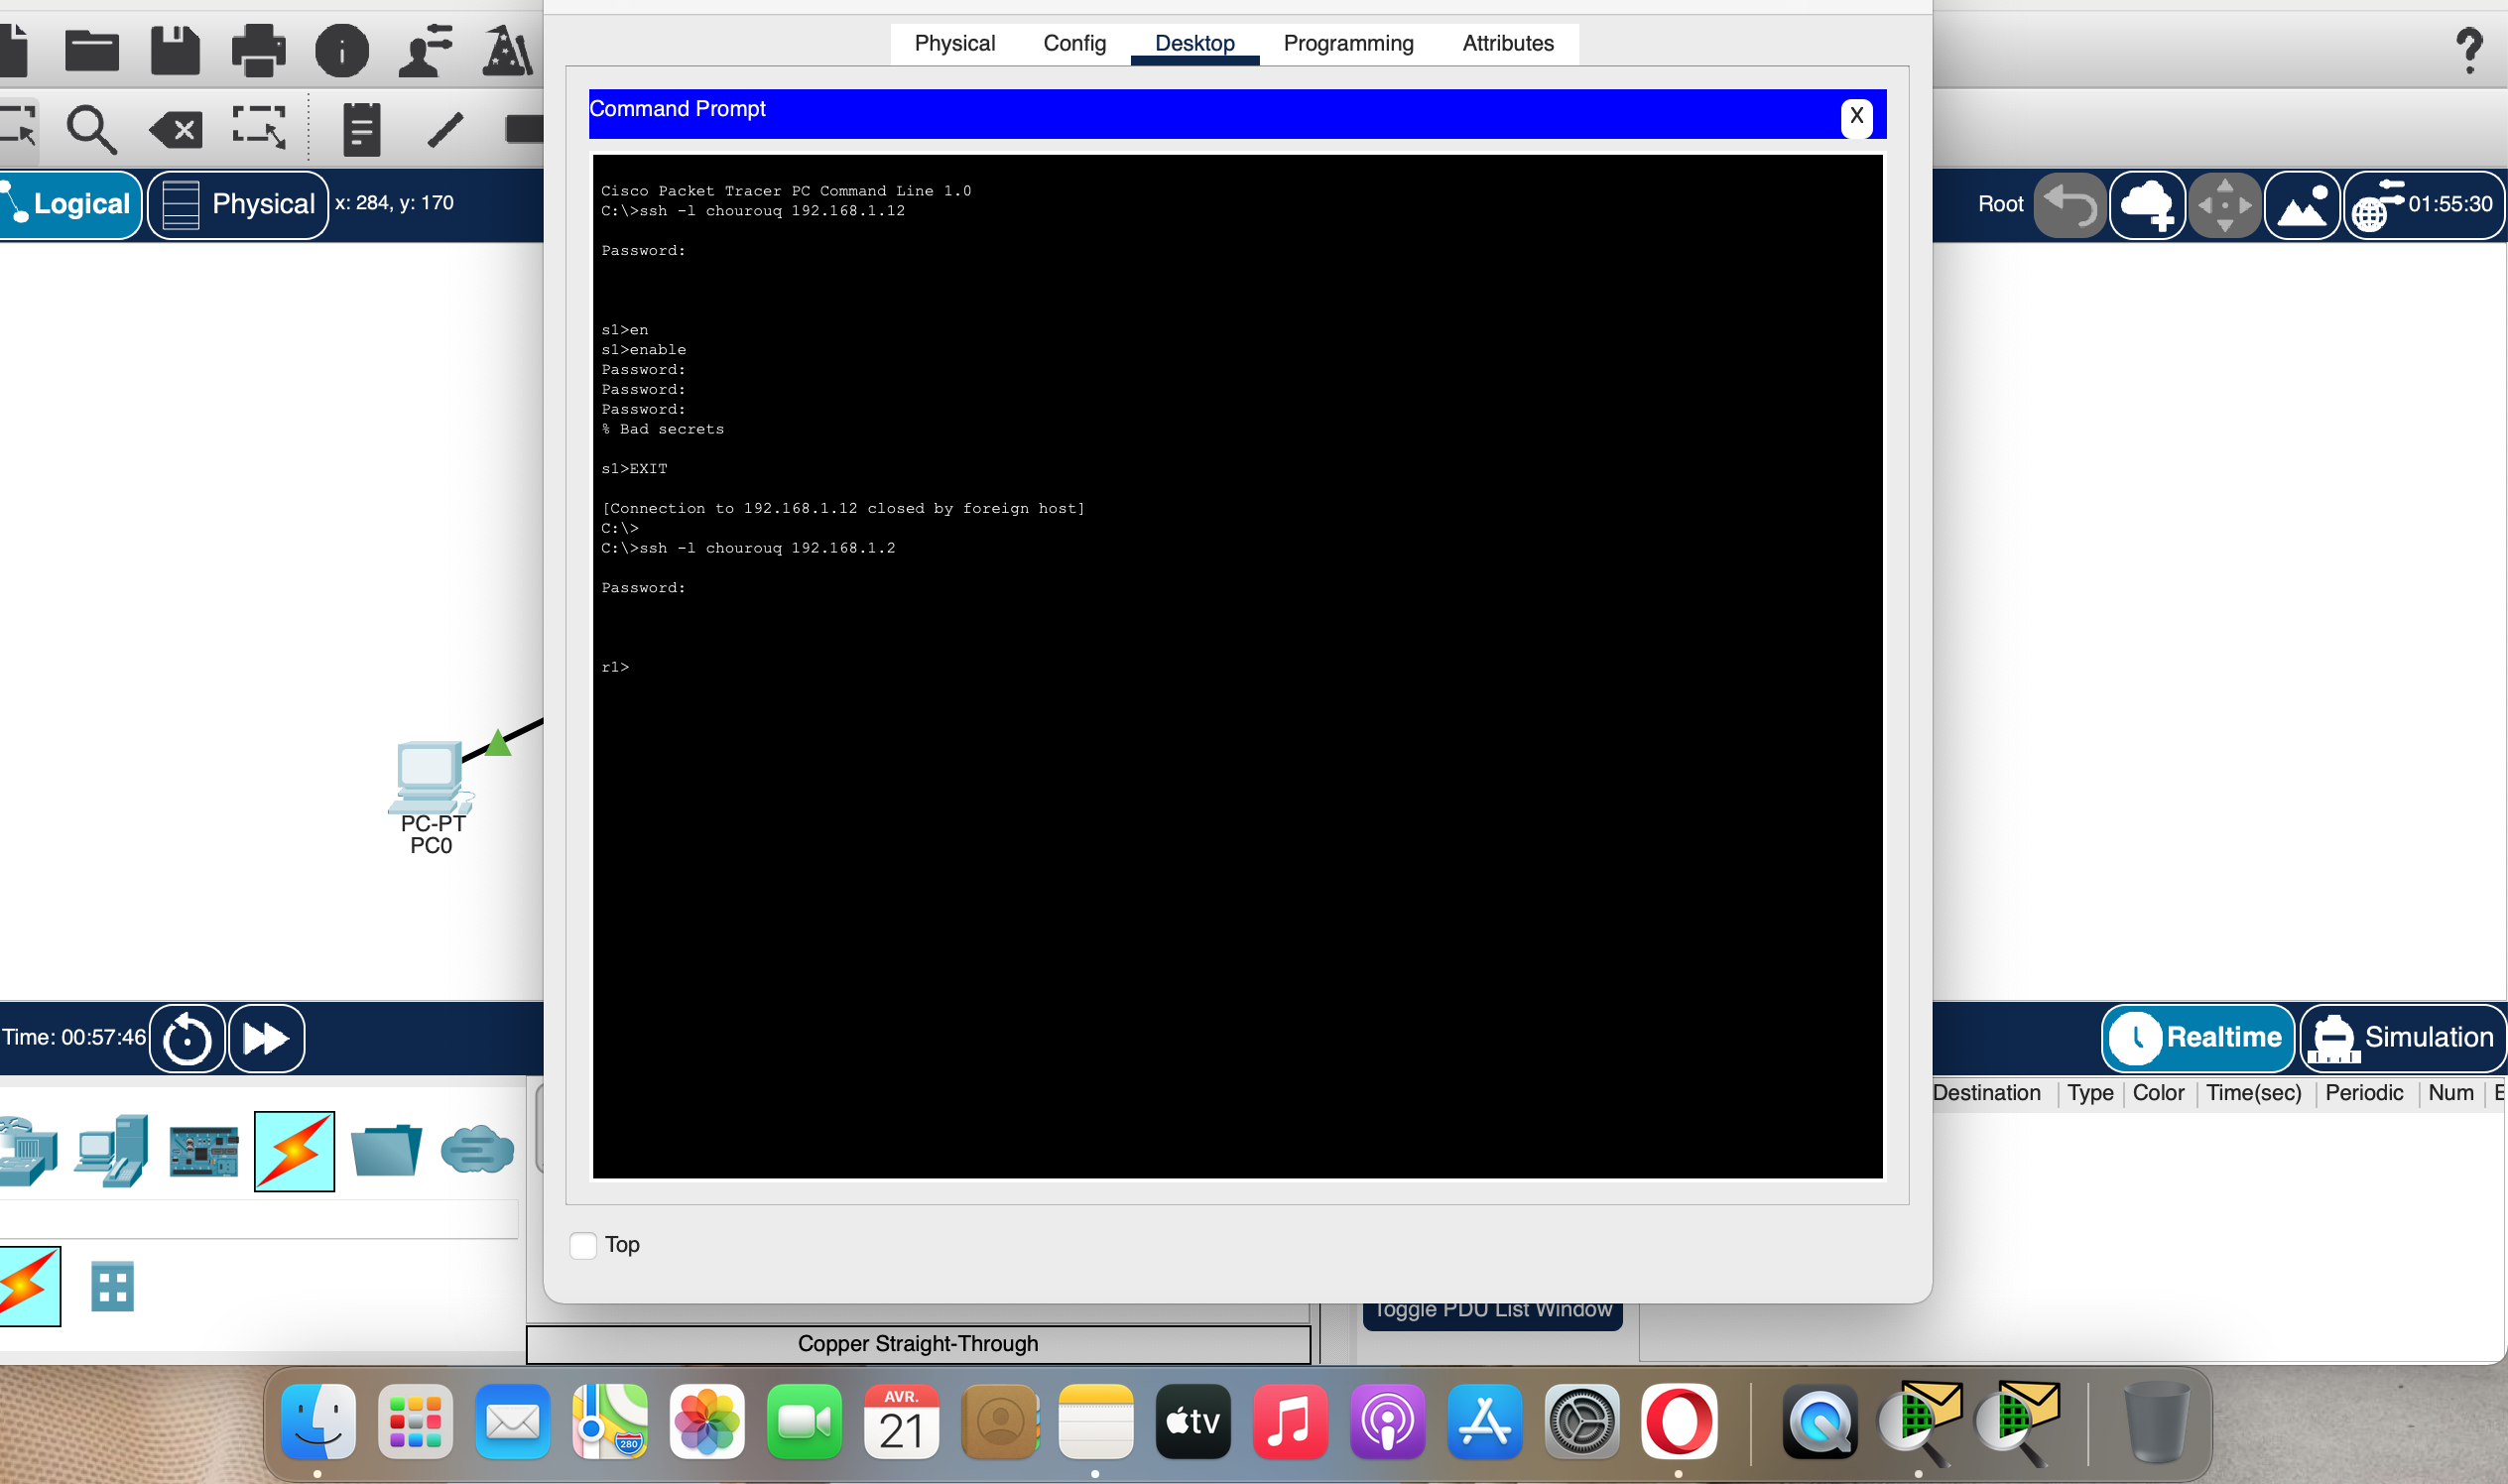 Physical Config Desktop Programming Attributes
Command Prompt X
Logical Physical x: 284, y: 170
Root 01:55:30
Cisco Packet Tracer PC Command Line 1.0
C:\>ssh -l chourouq 192.168.1.12
Password:
s1>en
s1>enable
Password:
Password:
Password:
% Bad secrets
s1>EXIT
[Connection to 192.168.1.12 closed by foreign host]
C:\>
C:\>ssh -l chourouq 192.168.1.2
Password:
r1>
PC-PT
PC0
Time: 00:57:46
Realtime Simulation
Destination Type Color Time(sec) Periodic Num
Top
Toggle PDU List Window
Copper Straight-Through
AVR.
21
280
tv